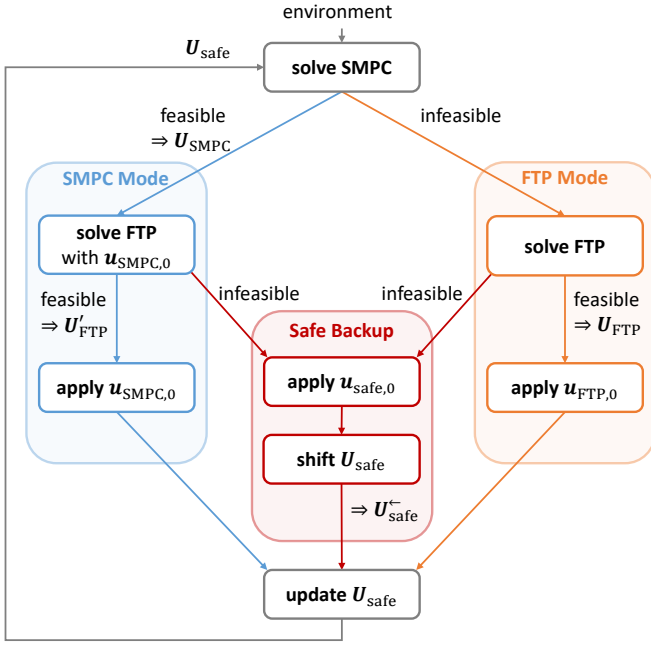 environment
U_safe
solve SMPC
feasible
⇒ U_SMPC
infeasible
SMPC Mode
FTP Mode
solve FTP
with u_SMPC,0
solve FTP
feasible
⇒ U′_FTP
infeasible
infeasible
feasible
⇒ U_FTP
Safe Backup
apply u_SMPC,0
apply u_safe,0
apply u_FTP,0
shift U_safe
⇒ U_safe^←
update U_safe